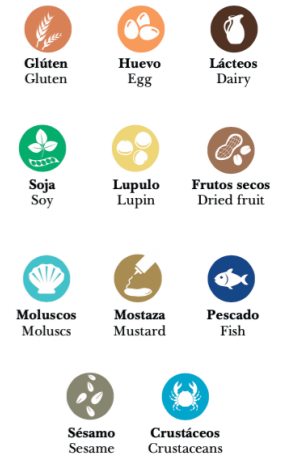 Glúten Huevo Lácteos
Gluten Egg Dairy
Soja Lupulo Frutos secos
Soy Lupin Dried fruit
Moluscos Mostaza Pescado
Moluscs Mustard Fish
Sésamo Crustáceos
Sesame Crustaceans